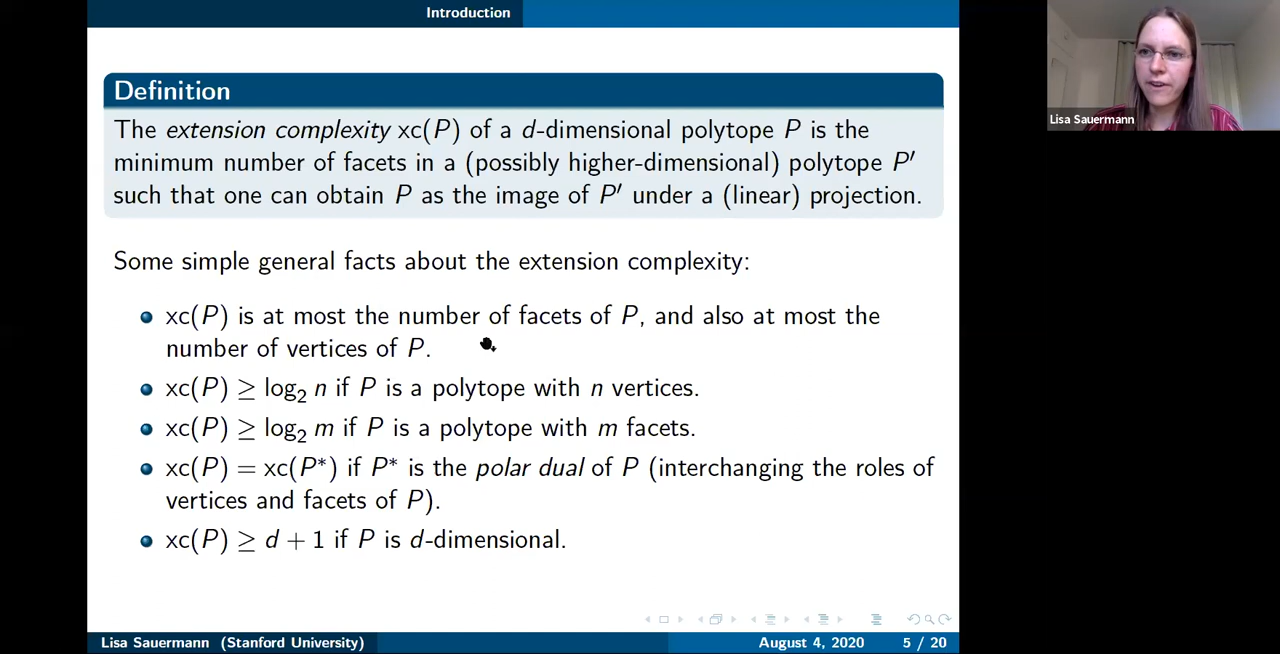 Introduction
Lisa Sauermann
Definition
The extension complexity xc(P) of a d-dimensional polytope P is the
minimum number of facets in a (possibly higher-dimensional) polytope P′
such that one can obtain P as the image of P′ under a (linear) projection.
Some simple general facts about the extension complexity:
xc(P) is at most the number of facets of P, and also at most the
number of vertices of P.
xc(P) ≥ log₂ n if P is a polytope with n vertices.
xc(P) ≥ log₂ m if P is a polytope with m facets.
xc(P) = xc(P*) if P* is the polar dual of P (interchanging the roles of
vertices and facets of P).
xc(P) ≥ d + 1 if P is d-dimensional.
Lisa Sauermann (Stanford University) August 4, 2020 5 / 20